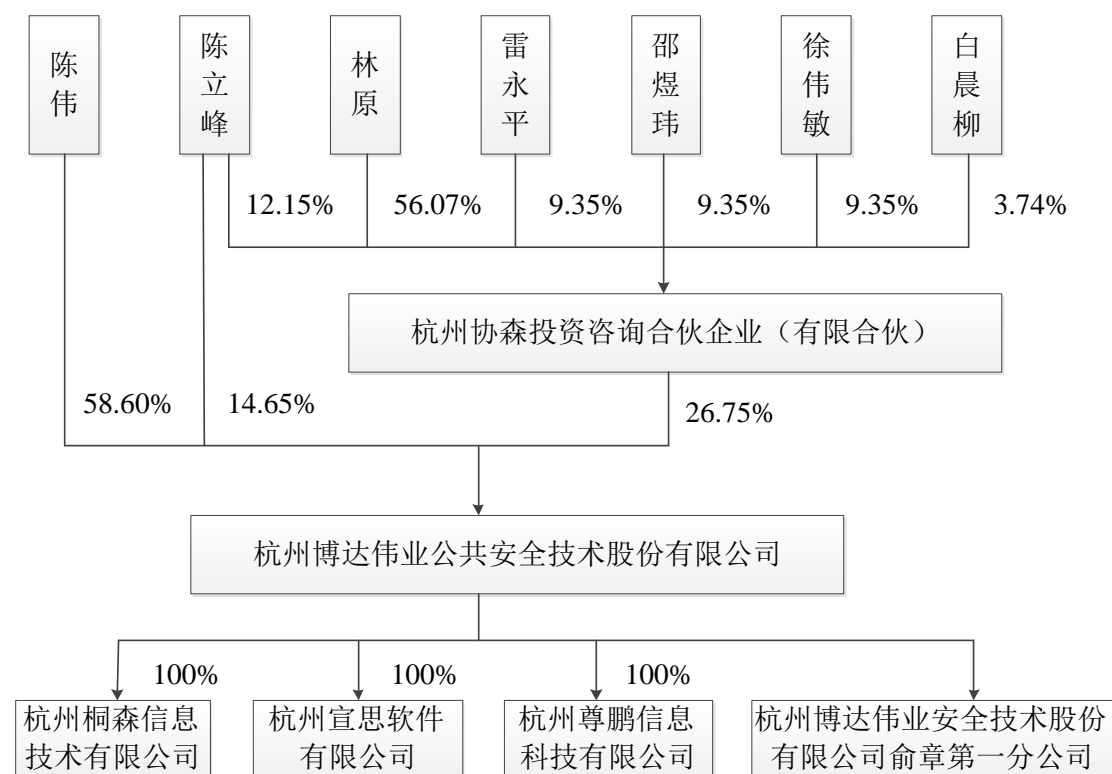 陈伟
陈立峰
林原
雷永平
邵煜玮
徐伟敏
白晨柳
12.15%
56.07%
9.35%
9.35%
9.35%
3.74%
杭州协森投资咨询合伙企业（有限合伙）
58.60%
14.65%
26.75%
杭州博达伟业公共安全技术股份有限公司
100%
100%
100%
杭州桐森信息
技术有限公司
杭州宣思软件
有限公司
杭州尊鹏信息
科技有限公司
杭州博达伟业安全技术股份
有限公司俞章第一分公司